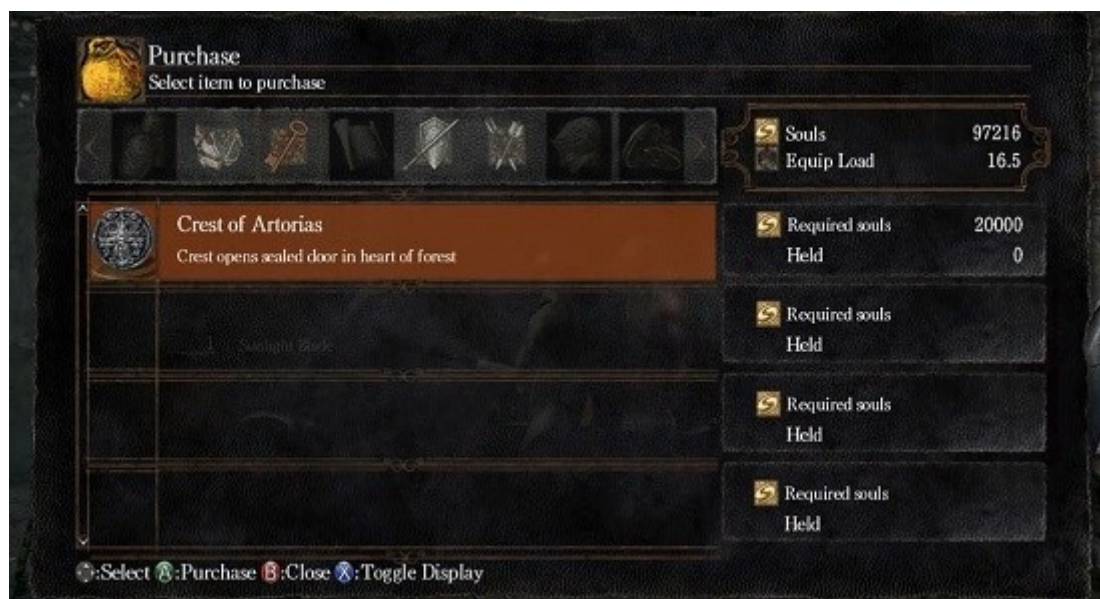 Purchase
Select item to purchase
Souls 97216
Equip Load 16.5
Crest of Artorias
Crest opens sealed door in heart of forest
Required souls 20000
Held 0
Sunlight Blade
Required souls
Held
Required souls
Held
Required souls
Held
:Select A:Purchase B:Close X:Toggle Display